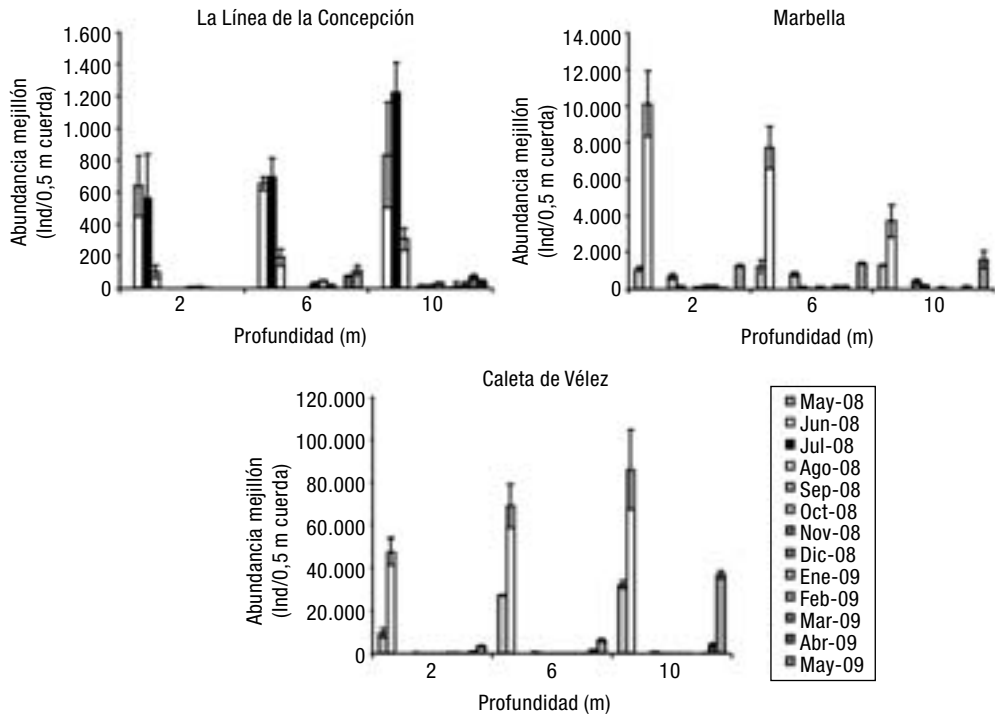 La Línea de la Concepción
Abundancia mejillón
(Ind/0,5 m cuerda)
1.600
1.400
1.200
1.000
800
600
400
200
0
2
6
10
Profundidad (m)
Marbella
Abundancia mejillón
(Ind/0,5 m cuerda)
14.000
12.000
10.000
8.000
6.000
4.000
2.000
0
2
6
10
Profundidad (m)
Caleta de Vélez
Abundancia mejillón
(Ind/0,5 m cuerda)
120.000
100.000
80.000
60.000
40.000
20.000
0
2
6
10
Profundidad (m)
May-08
Jun-08
Jul-08
Ago-08
Sep-08
Oct-08
Nov-08
Dic-08
Ene-09
Feb-09
Mar-09
Abr-09
May-09